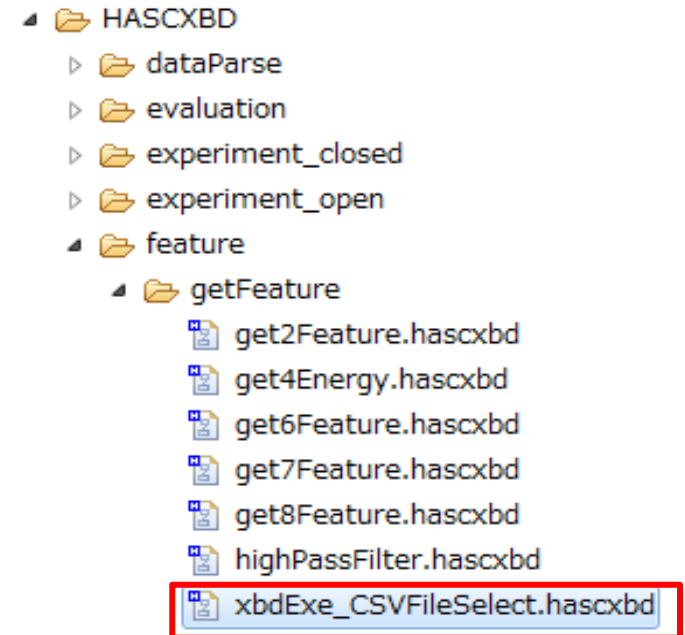 HASCXBD
dataParse
evaluation
experiment_closed
experiment_open
feature
getFeature
get2Feature.hascxbd
get4Energy.hascxbd
get6Feature.hascxbd
get7Feature.hascxbd
get8Feature.hascxbd
highPassFilter.hascxbd
xbdExe_CSVFileSelect.hascxbd